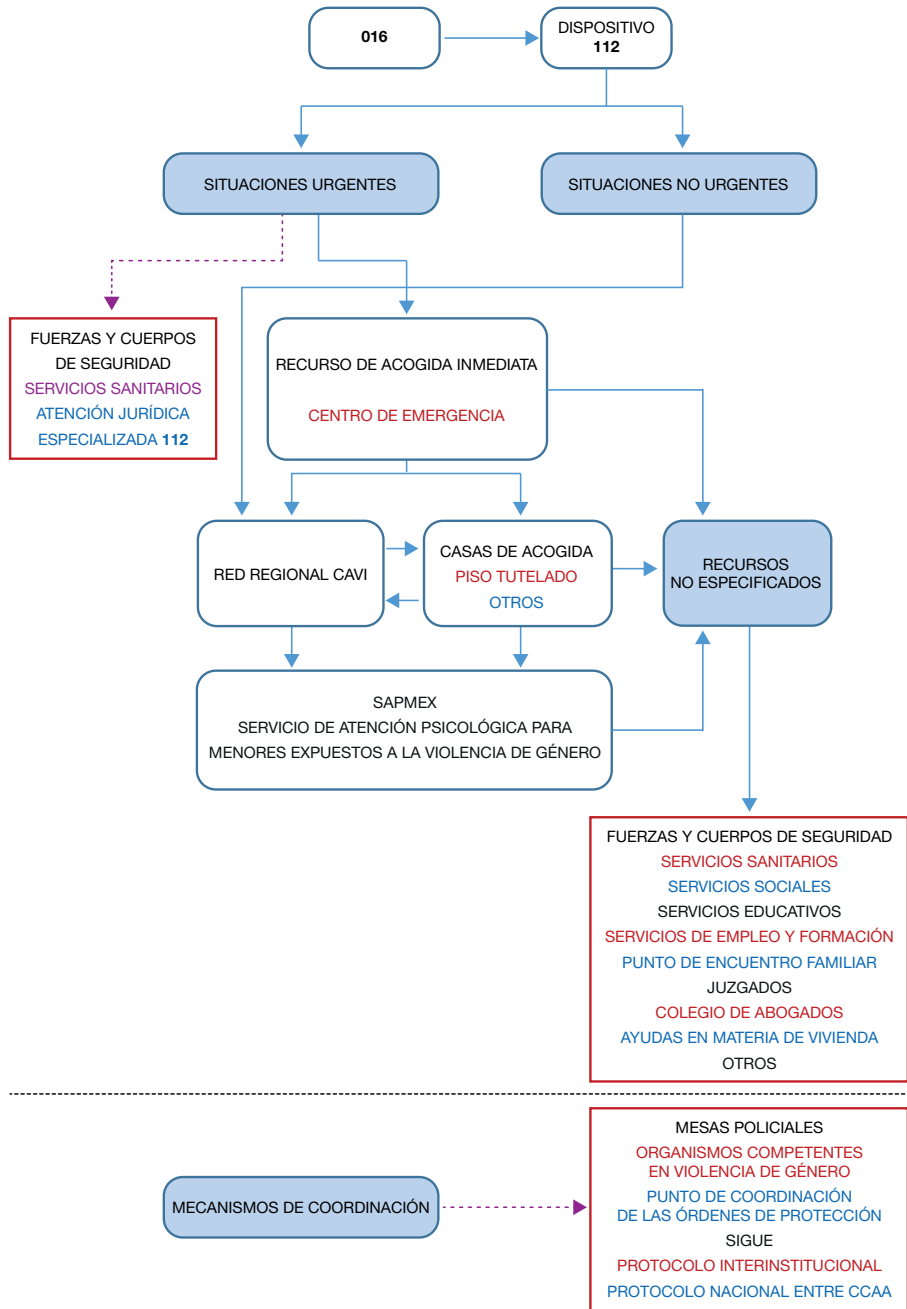 016
DISPOSITIVO
112
SITUACIONES URGENTES
SITUACIONES NO URGENTES
FUERZAS Y CUERPOS
DE SEGURIDAD
SERVICIOS SANITARIOS
ATENCIÓN JURÍDICA
ESPECIALIZADA 112
RECURSO DE ACOGIDA INMEDIATA
CENTRO DE EMERGENCIA
RED REGIONAL CAVI
CASAS DE ACOGIDA
PISO TUTELADO
OTROS
RECURSOS
NO ESPECIFICADOS
SAPMEX
SERVICIO DE ATENCIÓN PSICOLÓGICA PARA
MENORES EXPUESTOS A LA VIOLENCIA DE GÉNERO
FUERZAS Y CUERPOS DE SEGURIDAD
SERVICIOS SANITARIOS
SERVICIOS SOCIALES
SERVICIOS EDUCATIVOS
SERVICIOS DE EMPLEO Y FORMACIÓN
PUNTO DE ENCUENTRO FAMILIAR
JUZGADOS
COLEGIO DE ABOGADOS
AYUDAS EN MATERIA DE VIVIENDA
OTROS
MECANISMOS DE COORDINACIÓN
MESAS POLICIALES
ORGANISMOS COMPETENTES
EN VIOLENCIA DE GÉNERO
PUNTO DE COORDINACIÓN
DE LAS ÓRDENES DE PROTECCIÓN
SIGUE
PROTOCOLO INTERINSTITUCIONAL
PROTOCOLO NACIONAL ENTRE CCAA